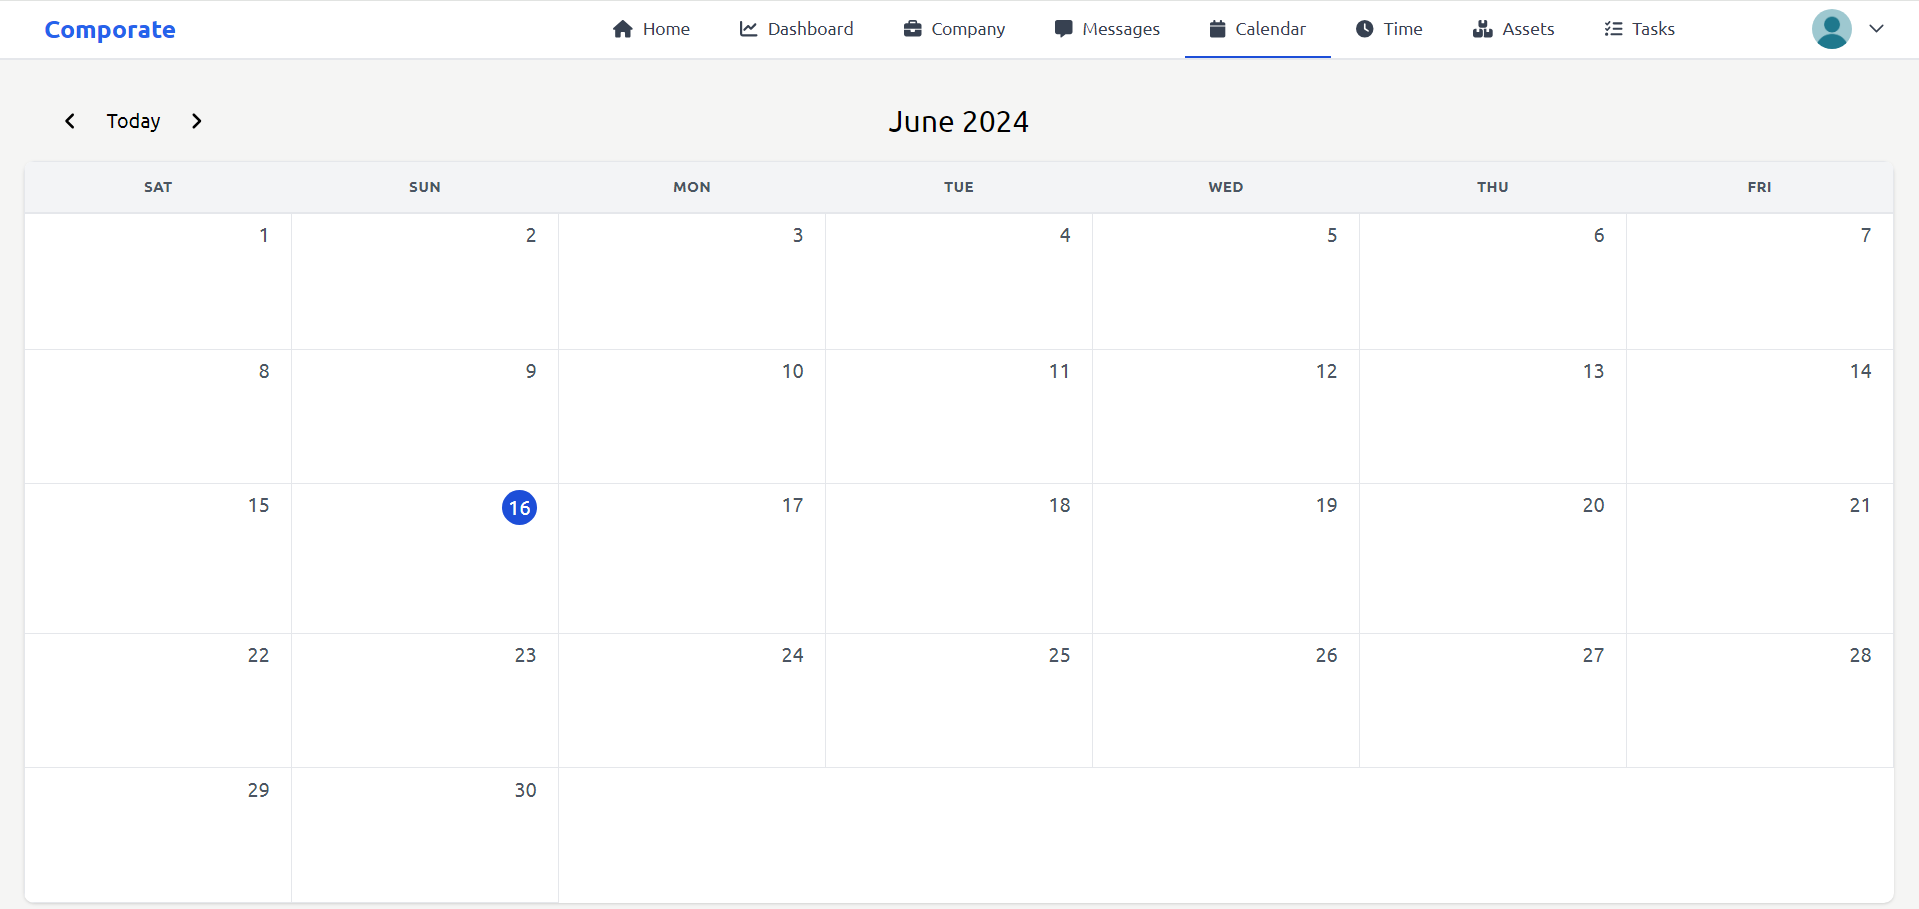 Comporate Home Dashboard Company Messages Calendar Time Assets Tasks
Today June 2024
SAT SUN MON TUE WED THU FRI
1 2 3 4 5 6 7
8 9 10 11 12 13 14
15 16 17 18 19 20 21
22 23 24 25 26 27 28
29 30